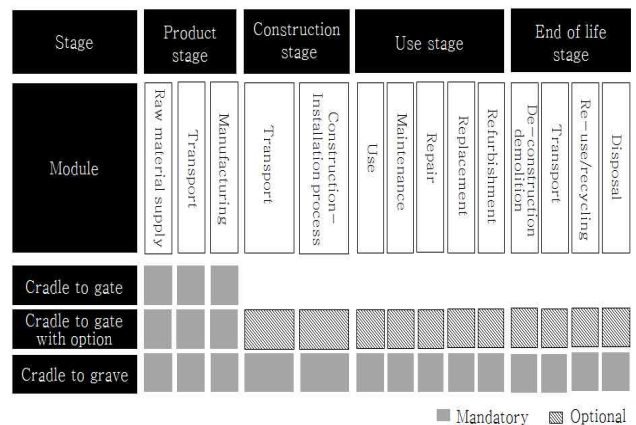 Stage
Product
stage
Construction
stage
Use stage
End of life
stage
Module
Raw material supply
Transport
Manufacturing
Transport
Construction-
Installation process
Use
Maintenance
Repair
Replacement
Refurbishment
De-construction
demolition
Transport
Re-use/recycling
Disposal
Cradle to gate
Cradle to gate
with option
Cradle to grave
Mandatory
Optional